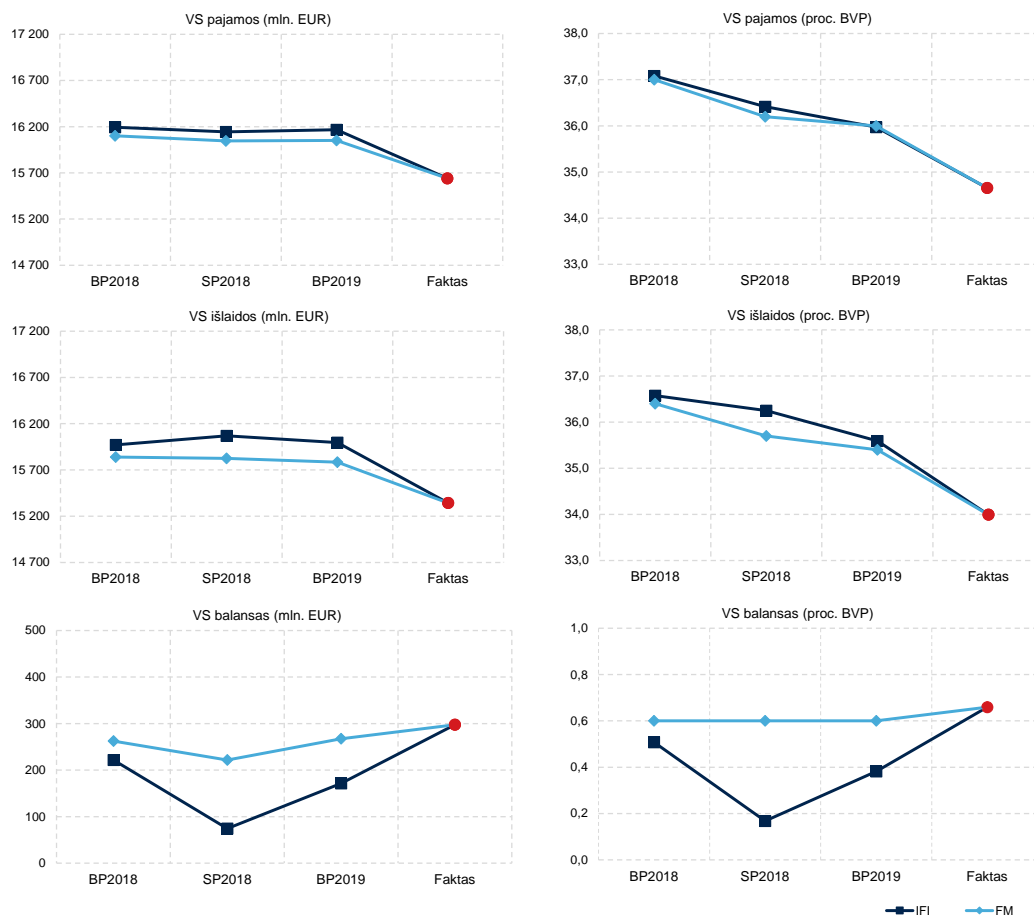 VS pajamos (mln. EUR)
17 200
16 700
16 200
15 700
15 200
14 700
BP2018 SP2018 BP2019 Faktas
VS pajamos (proc. BVP)
38,0
37,0
36,0
35,0
34,0
33,0
BP2018 SP2018 BP2019 Faktas
VS išlaidos (mln. EUR)
17 200
16 700
16 200
15 700
15 200
14 700
BP2018 SP2018 BP2019 Faktas
VS išlaidos (proc. BVP)
38,0
37,0
36,0
35,0
34,0
33,0
BP2018 SP2018 BP2019 Faktas
VS balansas (mln. EUR)
500
400
300
200
100
0
BP2018 SP2018 BP2019 Faktas
VS balansas (proc. BVP)
1,0
0,8
0,6
0,4
0,2
0,0
BP2018 SP2018 BP2019 Faktas
IFI FM